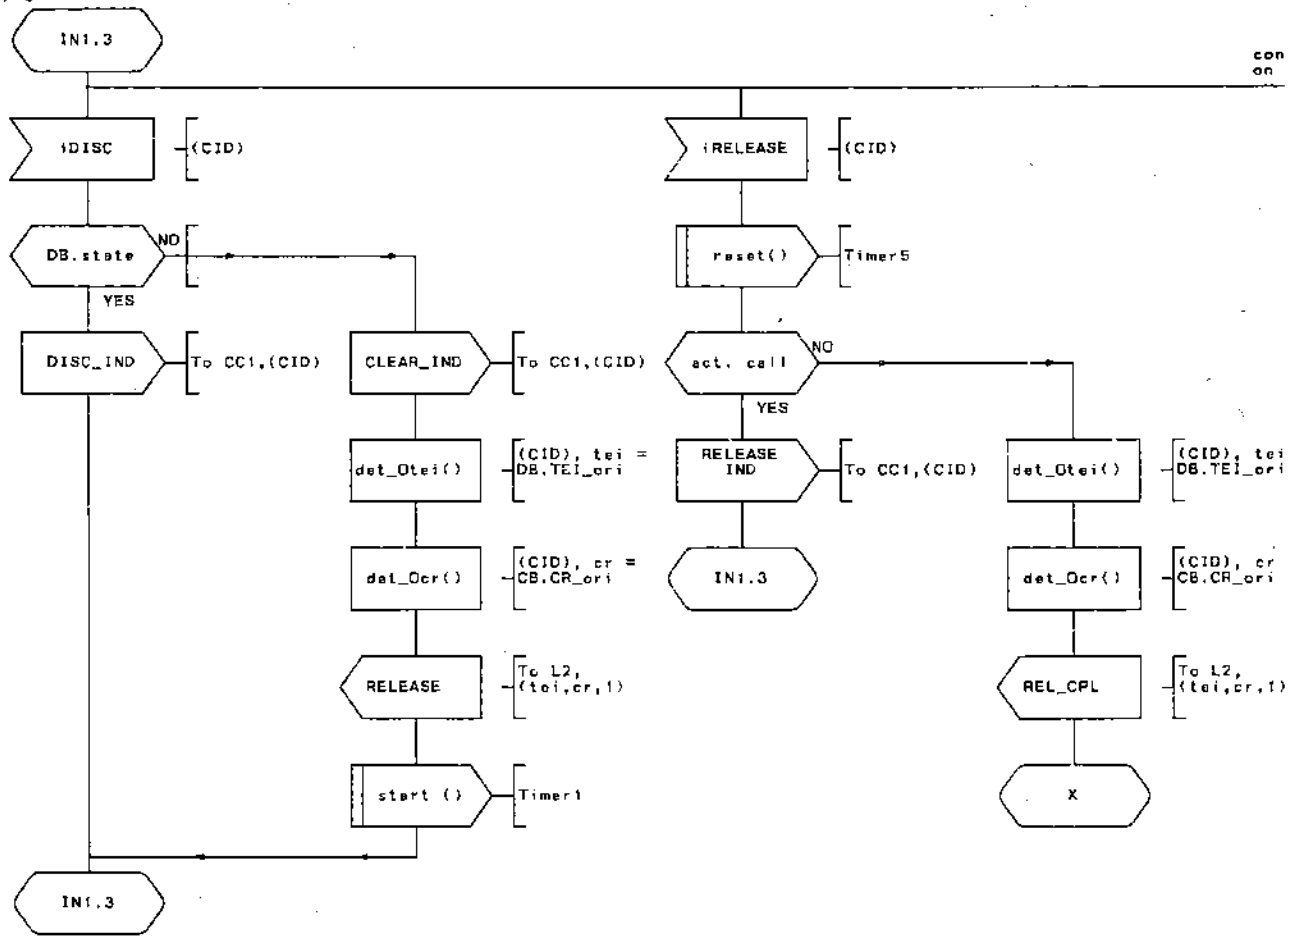 IN1.3
con
on
iDISC
(CID)
iRELEASE
(CID)
DB.state
NO
YES
reset()
Timer5
DISC_IND
To CC1,(CID)
CLEAR_IND
To CC1,(CID)
act. call
NO
YES
det_Otei()
(CID), tei =
DB.TEI_ori
RELEASE
IND
To CC1,(CID)
det_Otei()
(CID), tei
DB.TEI_ori
det_Ocr()
(CID), cr =
CB.CR_ori
IN1.3
det_Ocr()
(CID), cr
CB.CR_ori
RELEASE
To L2,
(tei,cr,1)
REL_CPL
To L2,
(tei,cr,1)
start ()
Timer1
X
IN1.3